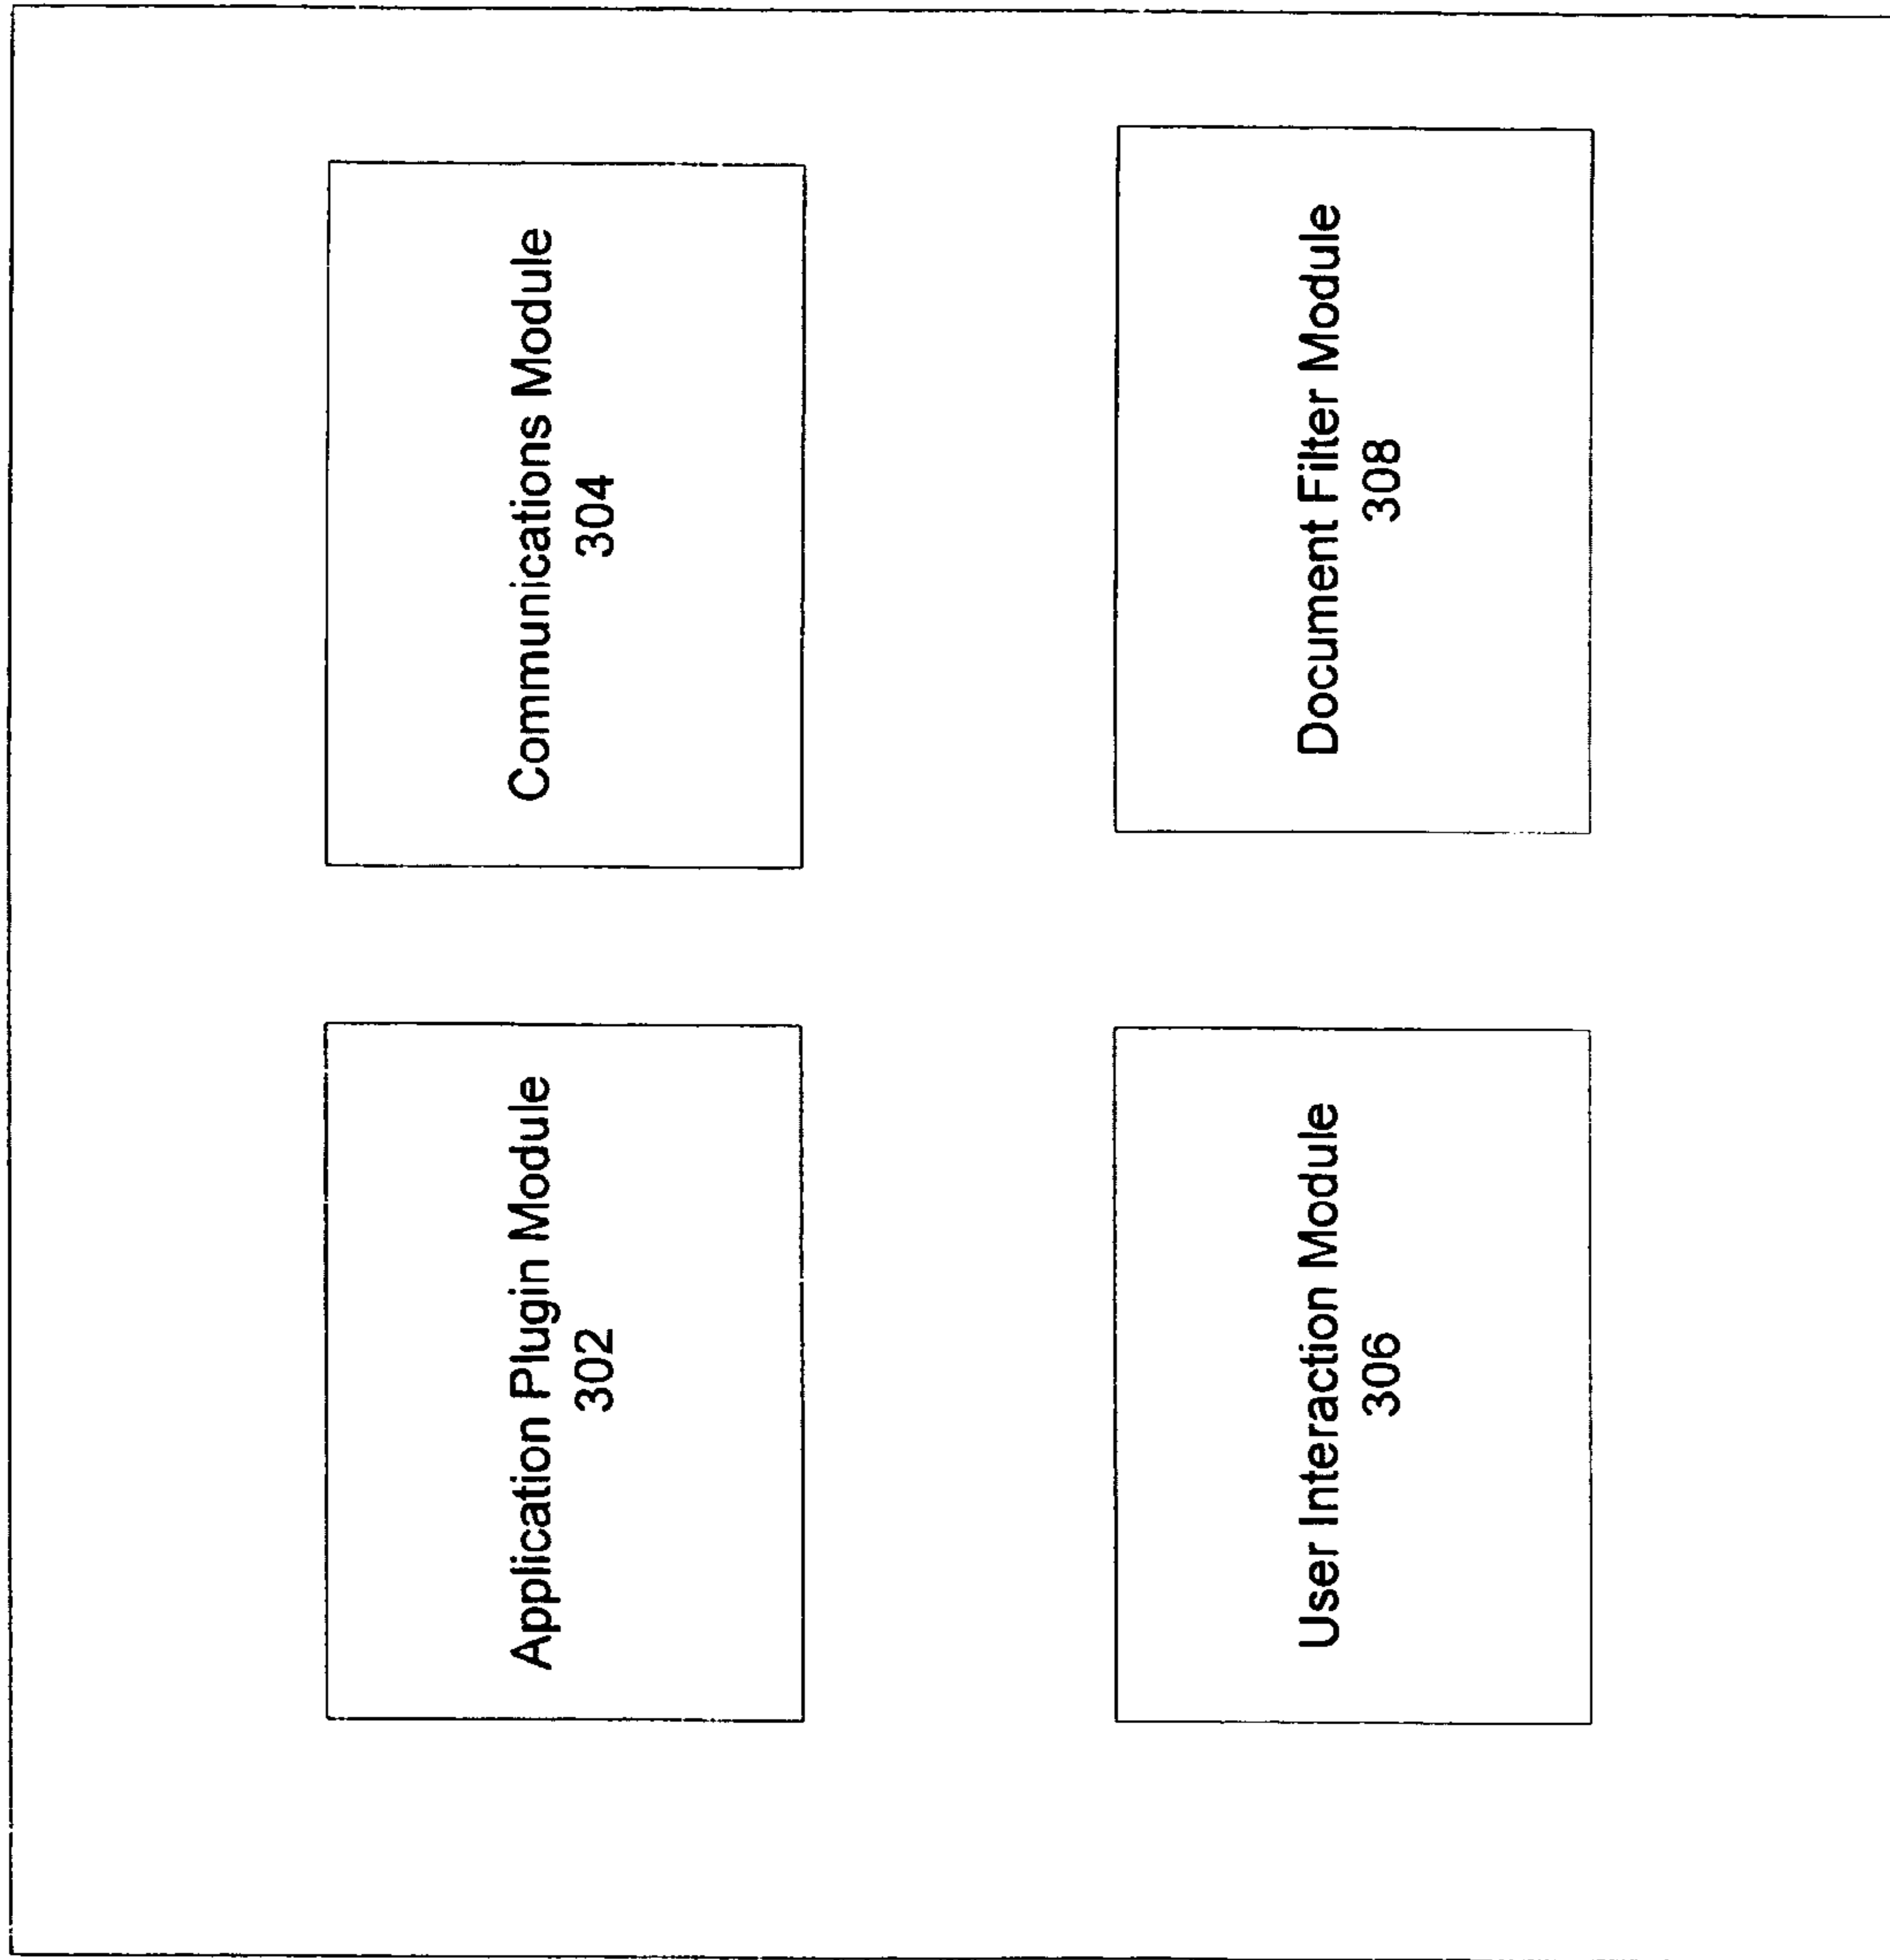 Application Plugin Module
302
Communications Module
304
User Interaction Module
306
Document Filter Module
308